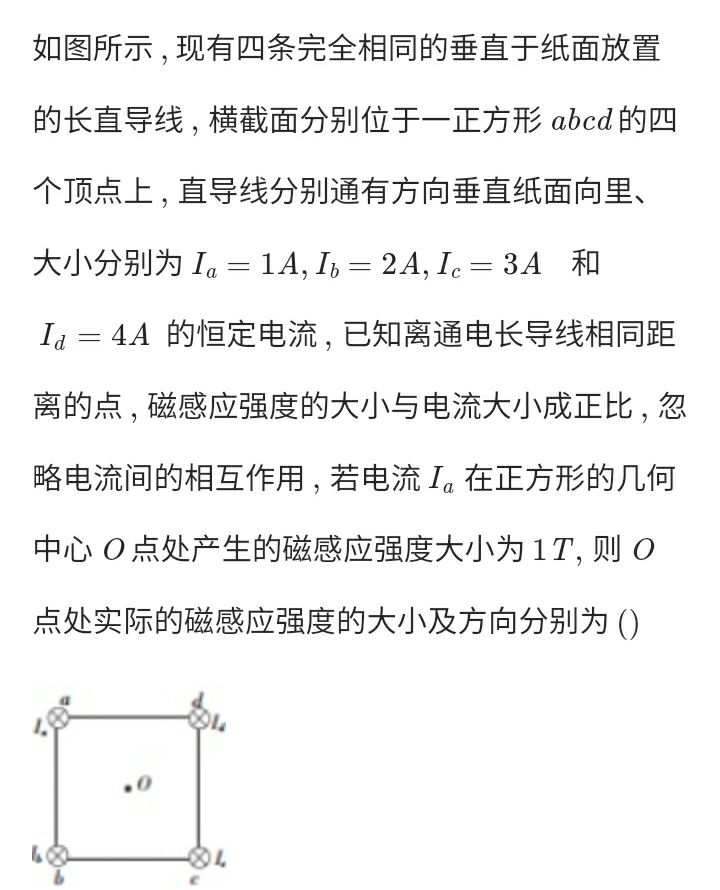 如图所示,现有四条完全相同的垂直于纸面放置
的长直导线,横截面分别位于一正方形 abcd 的四
个顶点上,直导线分别通有方向垂直纸面向里、
大小分别为 I_a = 1A, I_b = 2A, I_c = 3A 和
I_d = 4A 的恒定电流,已知离通电长导线相同距
离的点,磁感应强度的大小与电流大小成正比,忽
略电流间的相互作用,若电流 I_a 在正方形的几何
中心 O 点处产生的磁感应强度大小为 1T, 则 O
点处实际的磁感应强度的大小及方向分别为 ()
a d
O
b c